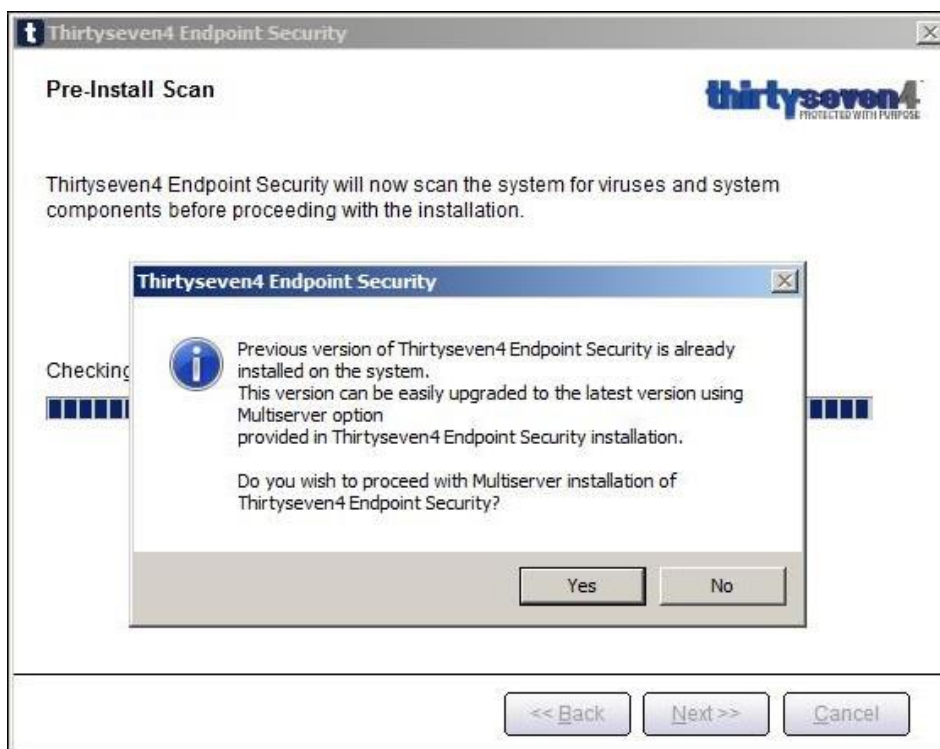 t Thirtyseven4 Endpoint Security
Pre-Install Scan
thirtyseven4
PROTECTED WITH PURPOSE
Thirtyseven4 Endpoint Security will now scan the system for viruses and system
components before proceeding with the installation.
Thirtyseven4 Endpoint Security
Checking
Previous version of Thirtyseven4 Endpoint Security is already
installed on the system.
This version can be easily upgraded to the latest version using
Multiserver option
provided in Thirtyseven4 Endpoint Security installation.
Do you wish to proceed with Multiserver installation of
Thirtyseven4 Endpoint Security?
Yes
No
<< Back
Next >>
Cancel